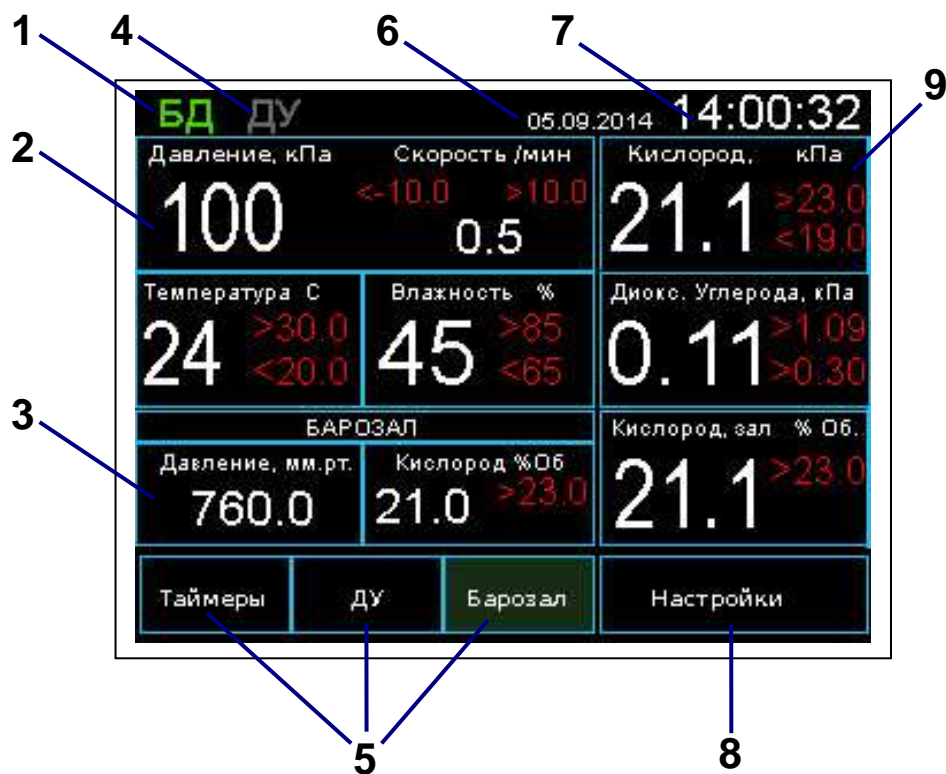 1 4 6 7
9
БД ДУ 05.09.2014 14:00:32
2
Давление, кПа Скорость /мин Кислород, кПа
<-10.0 >10.0
100 0.5 21.1 >23.0
<19.0
Температура С Влажность % Диокс. Углерода, кПа
24 >30.0 45 >85 0.11 >1.09
<20.0 <65 >0.30
3
БАРОЗАЛ Кислород, зал % Об.
Давление, мм.рт. Кислород %Об
760.0 21.0 >23.0 21.1 >23.0
Таймеры ДУ Барозал Настройки
5 8